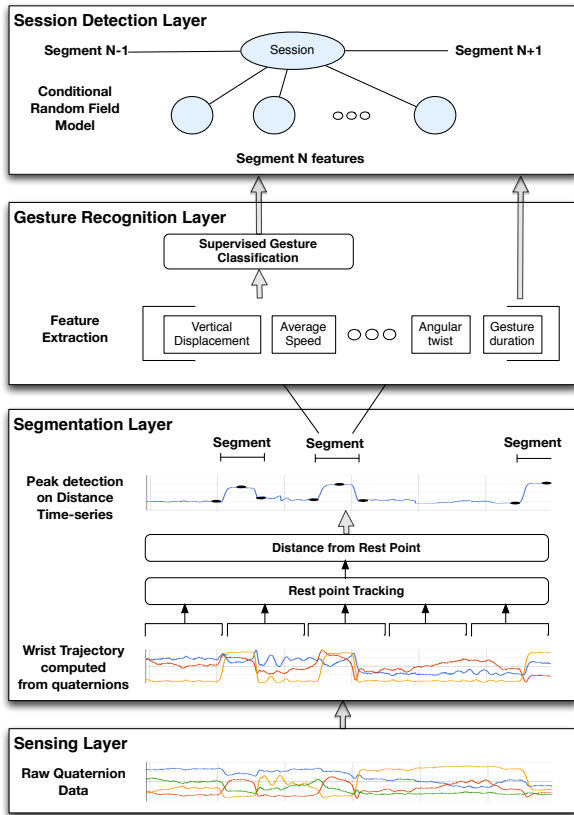 Session Detection Layer
Segment N-1
Session
Segment N+1
Conditional
Random Field
Model
Segment N features
Gesture Recognition Layer
Supervised Gesture
Classification
Feature
Extraction
Vertical
Displacement
Average
Speed
Angular
twist
Gesture
duration
Segmentation Layer
Segment
Segment
Segment
Peak detection
on Distance
Time-series
Distance from Rest Point
Rest point Tracking
Wrist Trajectory
computed
from quaternions
Sensing Layer
Raw Quaternion
Data